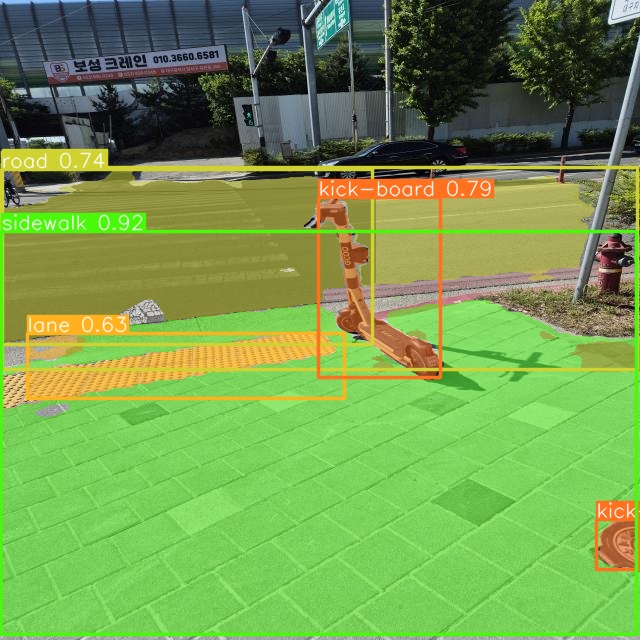 보성 크레인 010.3660.6581
road 0.74
kick-board 0.79
sidewalk 0.92
lane 0.63
kick-